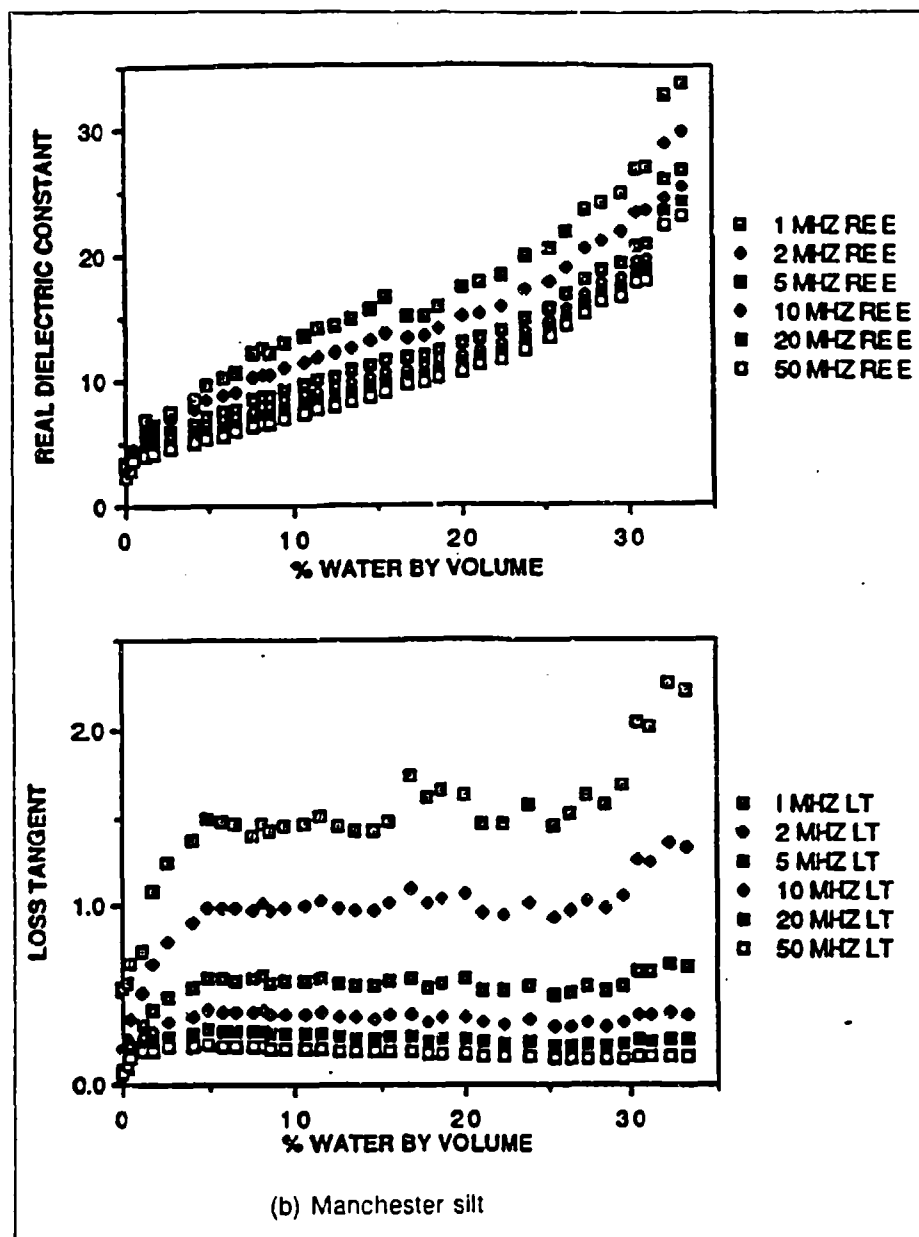 REAL DIELECTRIC CONSTANT
30
20
10
0
0
10
20
30
% WATER BY VOLUME
1 MHZ RE E
2 MHZ RE E
5 MHZ RE E
10 MHZ RE E
20 MHZ RE E
50 MHZ RE E
LOSS TANGENT
2.0
1.0
0.0
0
10
20
30
% WATER BY VOLUME
I MHZ LT
2 MHZ LT
5 MHZ LT
10 MHZ LT
20 MHZ LT
50 MHZ LT
(b) Manchester silt